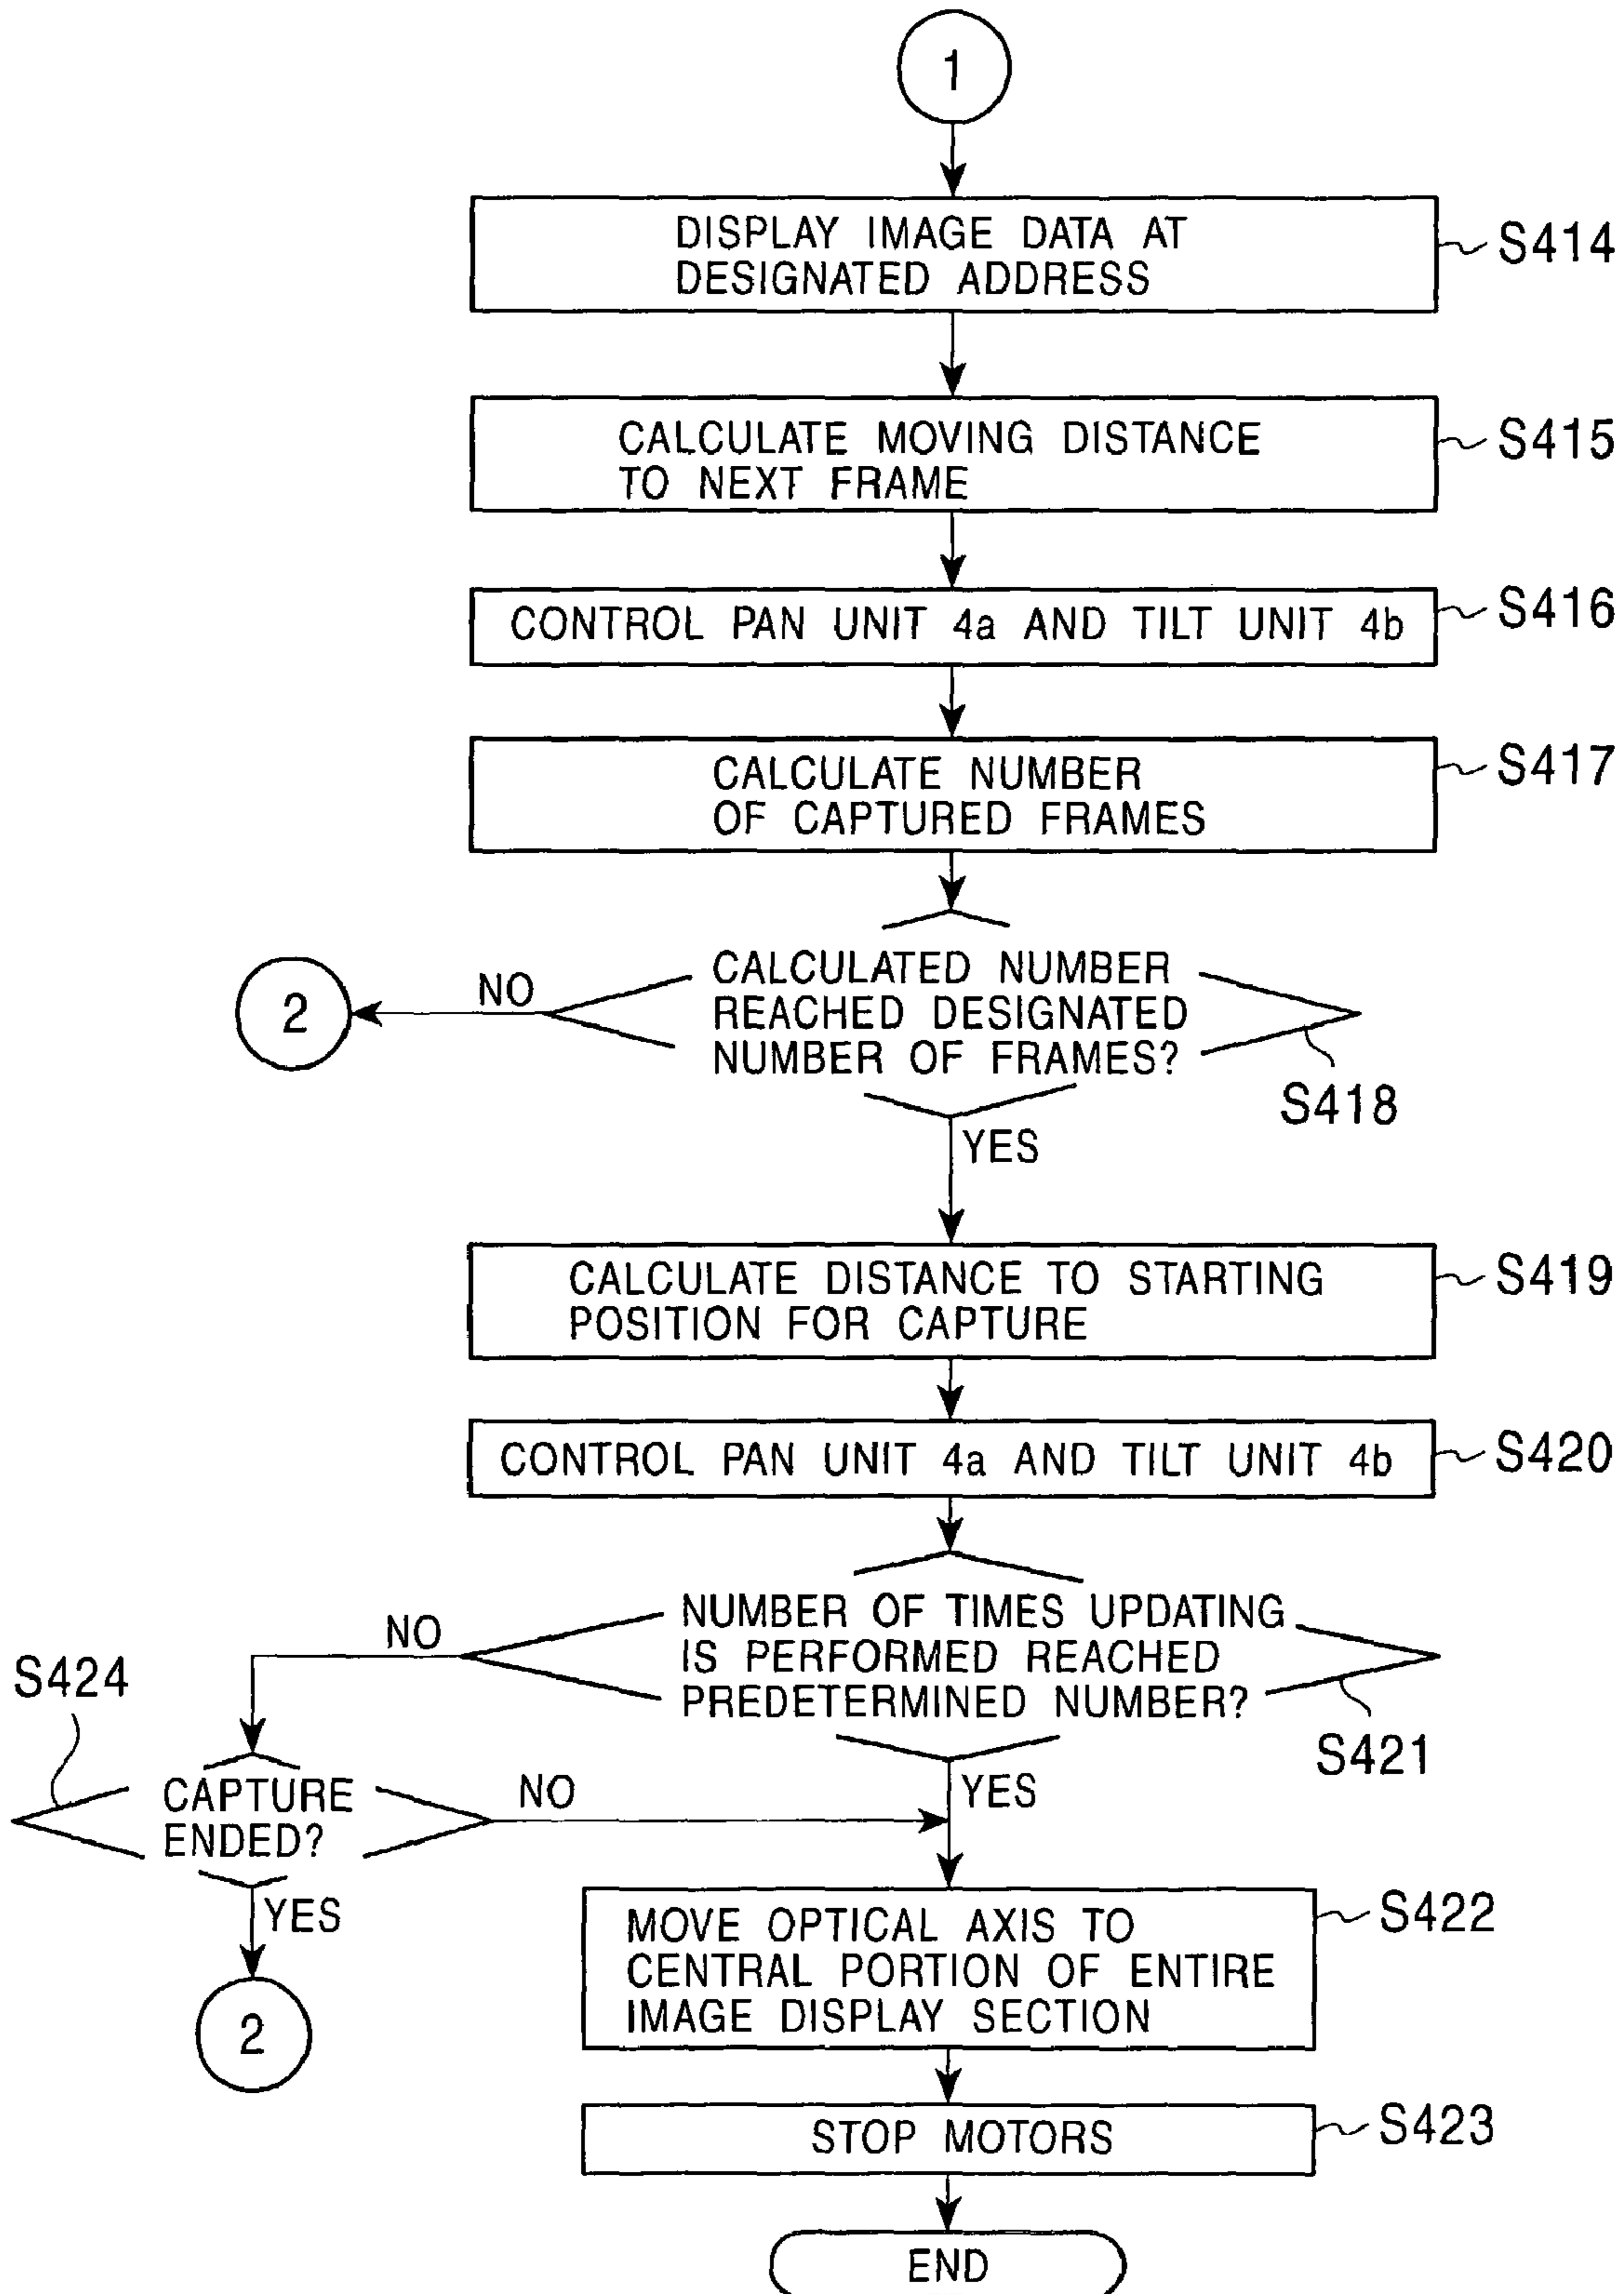 1
DISPLAY IMAGE DATA AT
DESIGNATED ADDRESS
S414
CALCULATE MOVING DISTANCE
TO NEXT FRAME
S415
CONTROL PAN UNIT 4a AND TILT UNIT 4b
S416
CALCULATE NUMBER
OF CAPTURED FRAMES
S417
CALCULATED NUMBER
REACHED DESIGNATED
NUMBER OF FRAMES?
NO
2
S418
YES
CALCULATE DISTANCE TO STARTING
POSITION FOR CAPTURE
S419
CONTROL PAN UNIT 4a AND TILT UNIT 4b
S420
NUMBER OF TIMES UPDATING
IS PERFORMED REACHED
PREDETERMINED NUMBER?
NO
S421
S424
YES
CAPTURE
ENDED?
NO
YES
2
MOVE OPTICAL AXIS TO
CENTRAL PORTION OF ENTIRE
IMAGE DISPLAY SECTION
S422
STOP MOTORS
S423
END